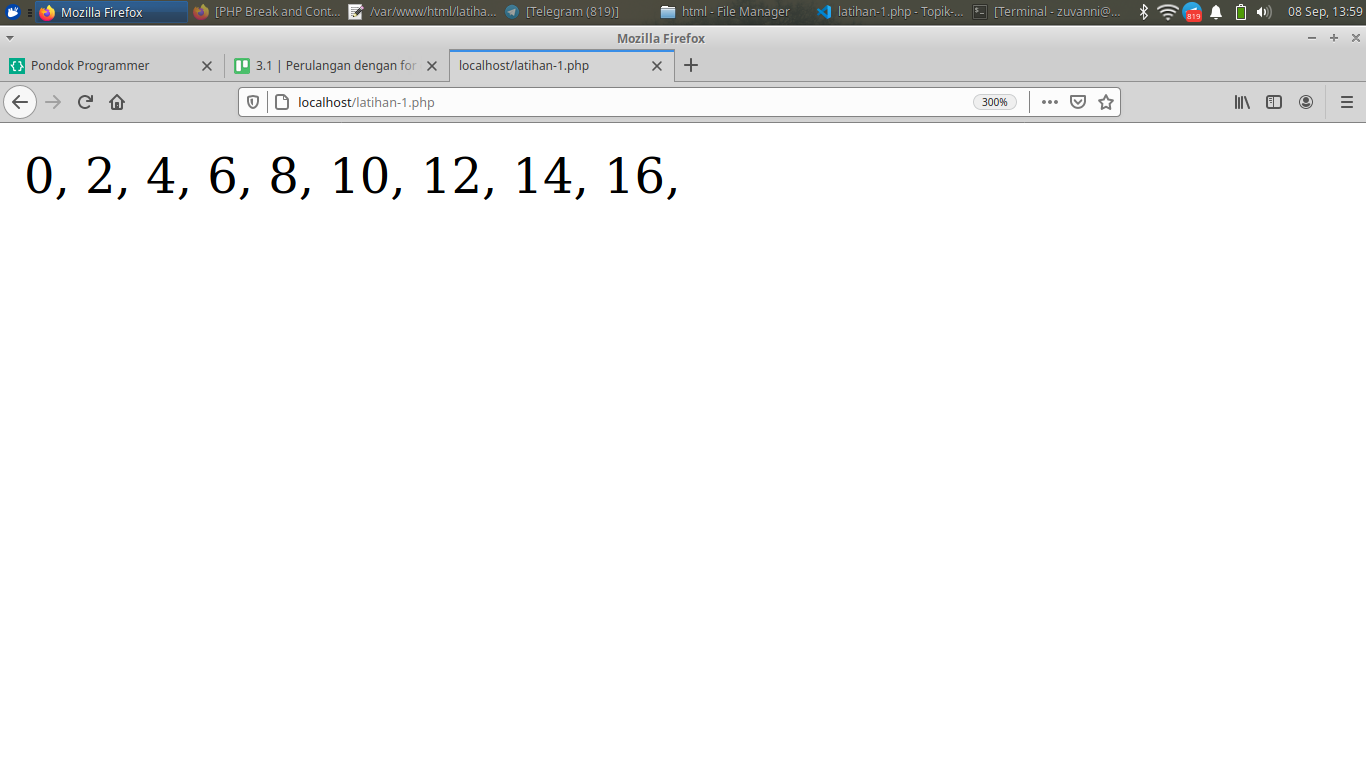 Mozilla Firefox [PHP Break and Cont... /var/www/html/latiha... [Telegram (819)] html - File Manager latihan-1.php - Topik-... [Terminal - zuvanni@... 819 08 Sep, 13:59
Mozilla Firefox
Pondok Programmer 3.1 | Perulangan dengan for localhost/latihan-1.php
localhost/latihan-1.php 300%
0, 2, 4, 6, 8, 10, 12, 14, 16,